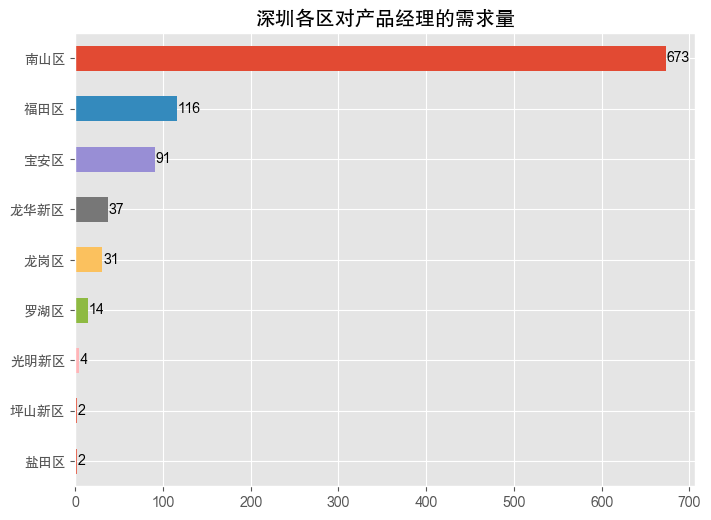 深圳各区对产品经理的需求量
南山区 673
福田区 116
宝安区 91
龙华新区 37
龙岗区 31
罗湖区 14
光明新区 4
坪山新区 2
盐田区 2
0 100 200 300 400 500 600 700